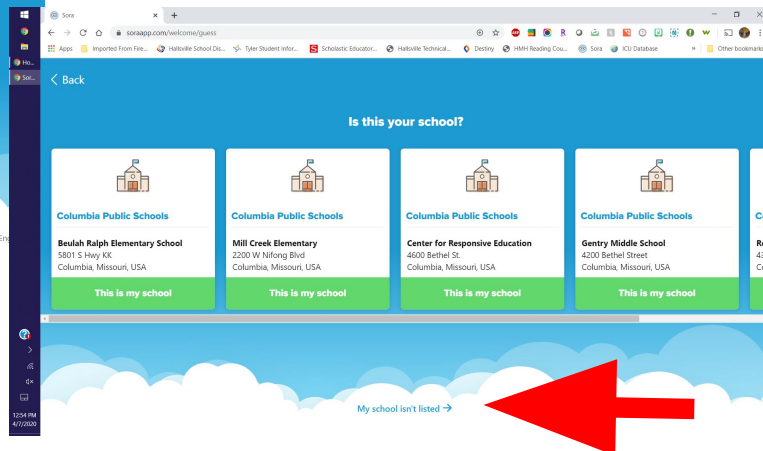 Sora
soraapp.com/welcome/guess
Apps Imported From Fire... Hallsville School Dis... Tyler Student Infor... S Scholastic Educator... Hallsville Technical... Destiny HMH Reading Cou... Sora ICU Database » Other bookmarks
Ho...
Sor...
Back
Is this your school?
Columbia Public Schools
Beulah Ralph Elementary School
5801 S Hwy KK
Columbia, Missouri, USA
This is my school
Columbia Public Schools
Mill Creek Elementary
2200 W Nifong Blvd
Columbia, Missouri, USA
This is my school
Columbia Public Schools
Center for Responsive Education
4600 Bethel St.
Columbia, Missouri, USA
This is my school
Columbia Public Schools
Gentry Middle School
4200 Bethel Street
Columbia, Missouri, USA
This is my school
Eng
My school isn't listed →
12:54 PM
4/7/2020